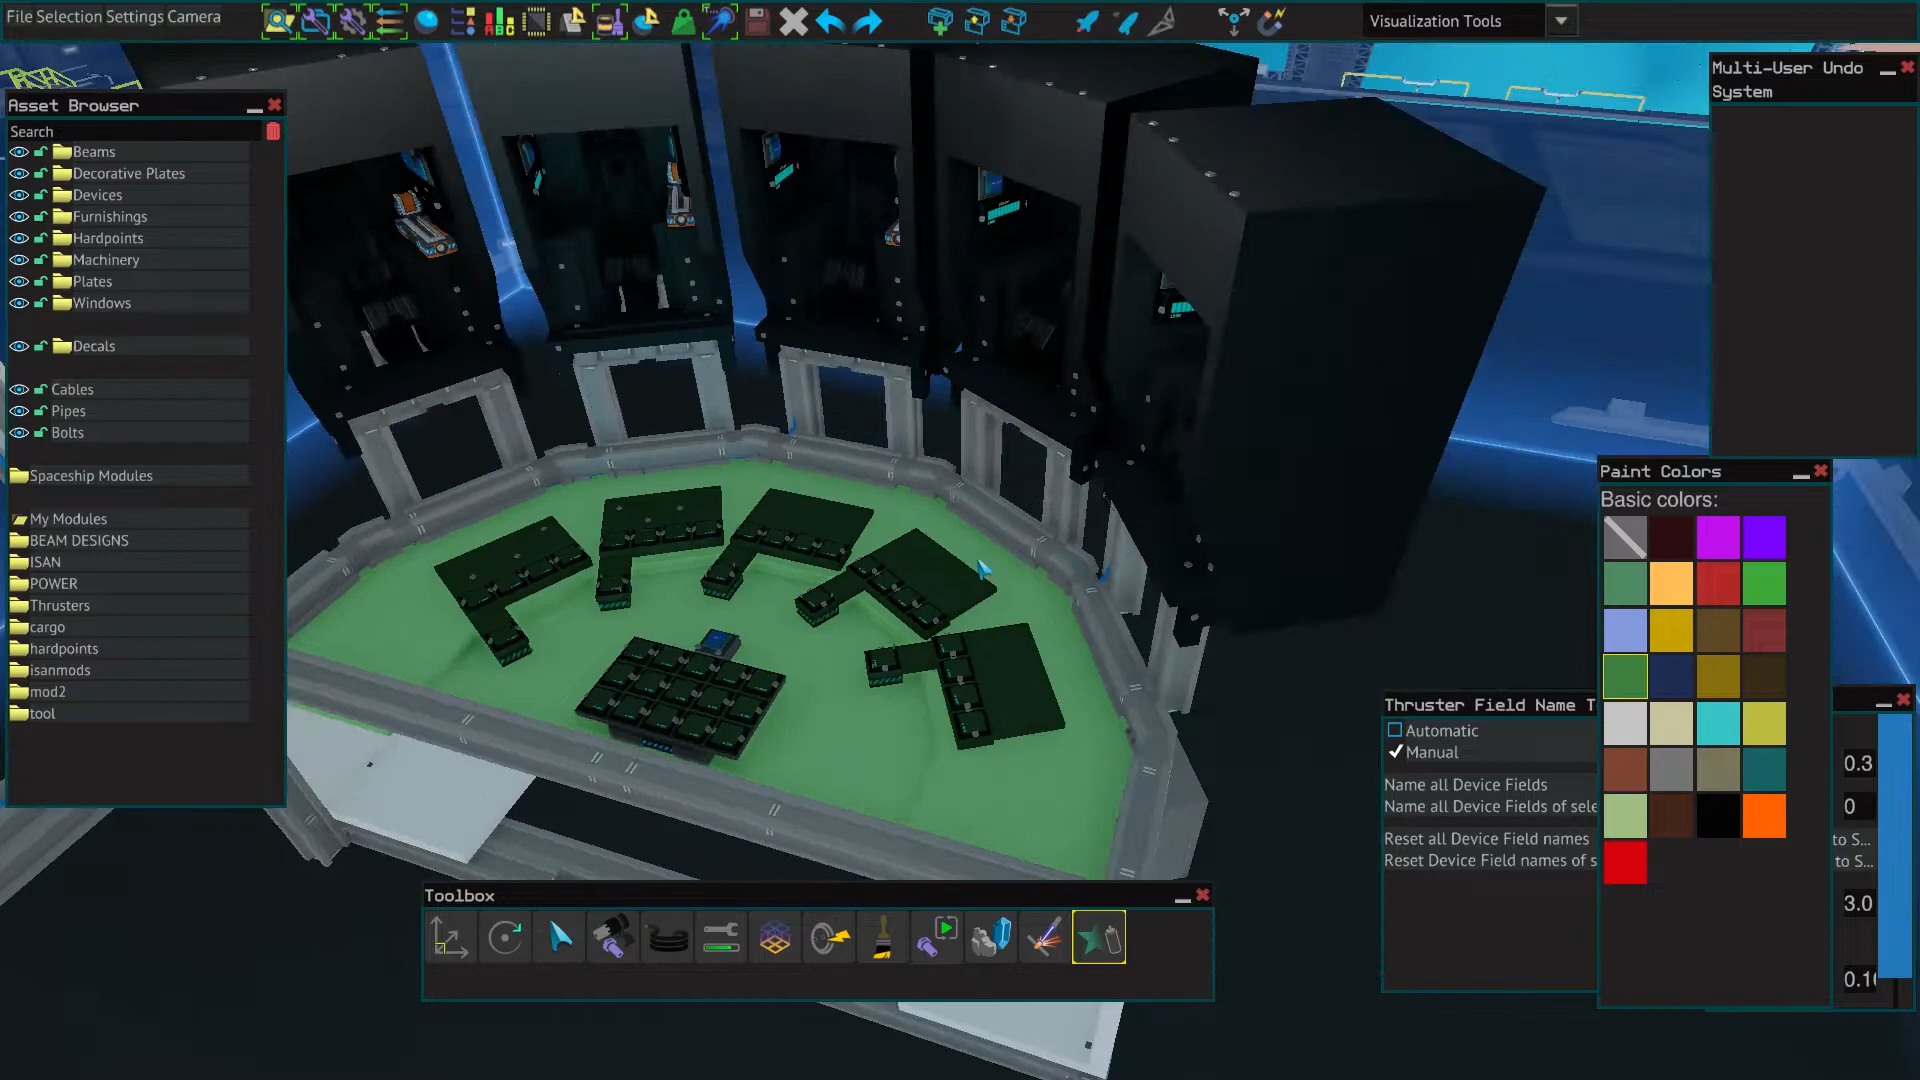 File Selection Settings Camera
Visualization Tools
Asset Browser
Search
Beams
Decorative Plates
Devices
Furnishings
Hardpoints
Machinery
Plates
Windows
Decals
Cables
Pipes
Bolts
Spaceship Modules
My Modules
BEAM DESIGNS
ISAN
POWER
Thrusters
cargo
hardpoints
isanmods
mod2
tool
Multi-User Undo
System
Paint Colors
Basic colors:
Thruster Field Name T
Automatic
Manual
Name all Device Fields
Name all Device Fields of sele
Reset all Device Field names
Reset Device Field names of s
0.3
0
to S...
to S...
3.0
0.1
Toolbox
ABC